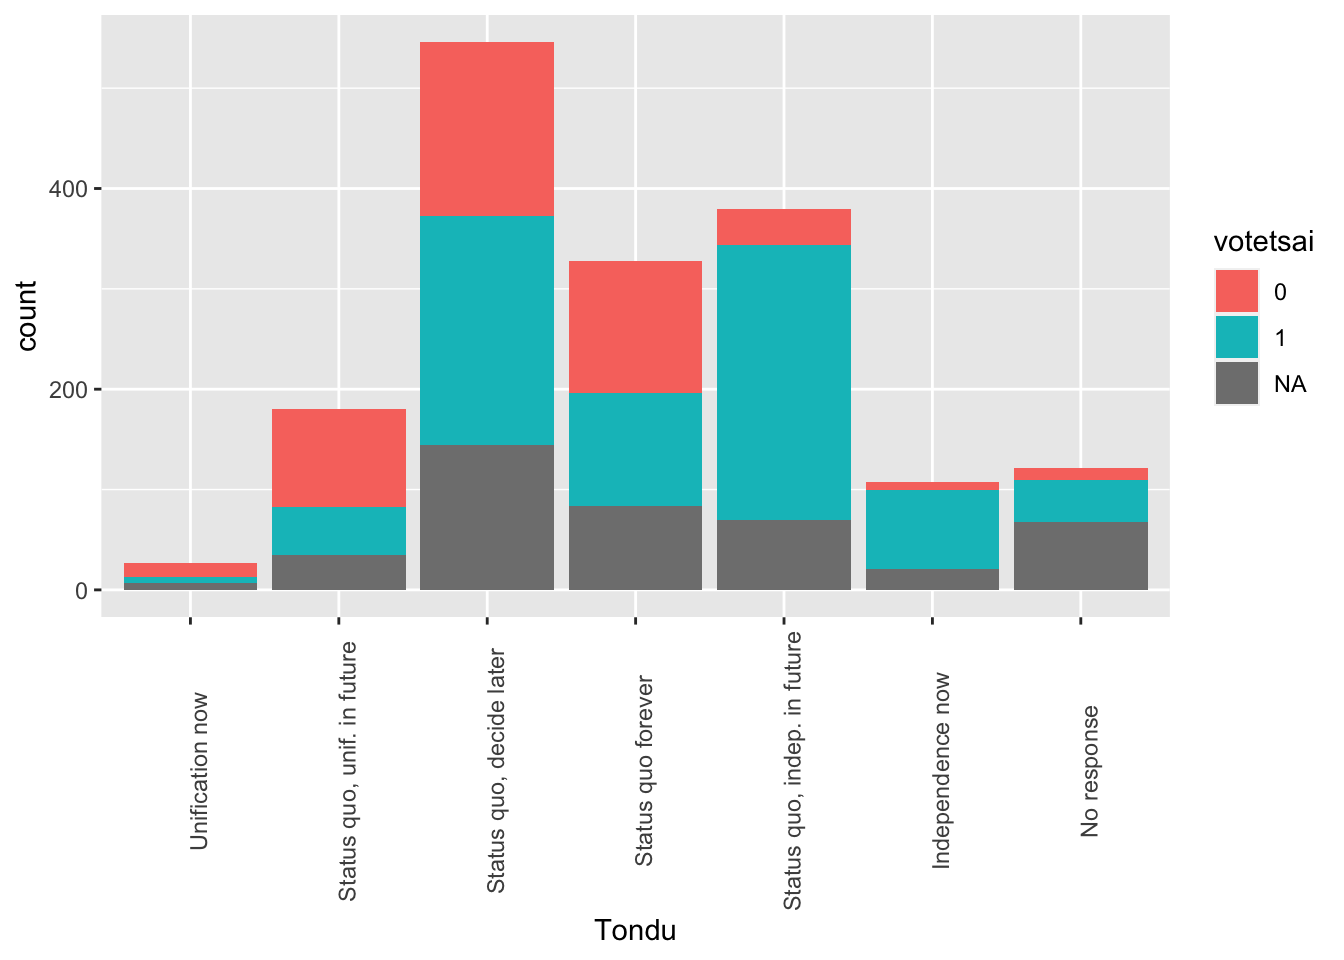 count
400
200
0
Unification now
Status quo, unif. in future
Status quo, decide later
Status quo forever
Status quo, indep. in future
Independence now
No response
Tondu
votetsai
0
1
NA